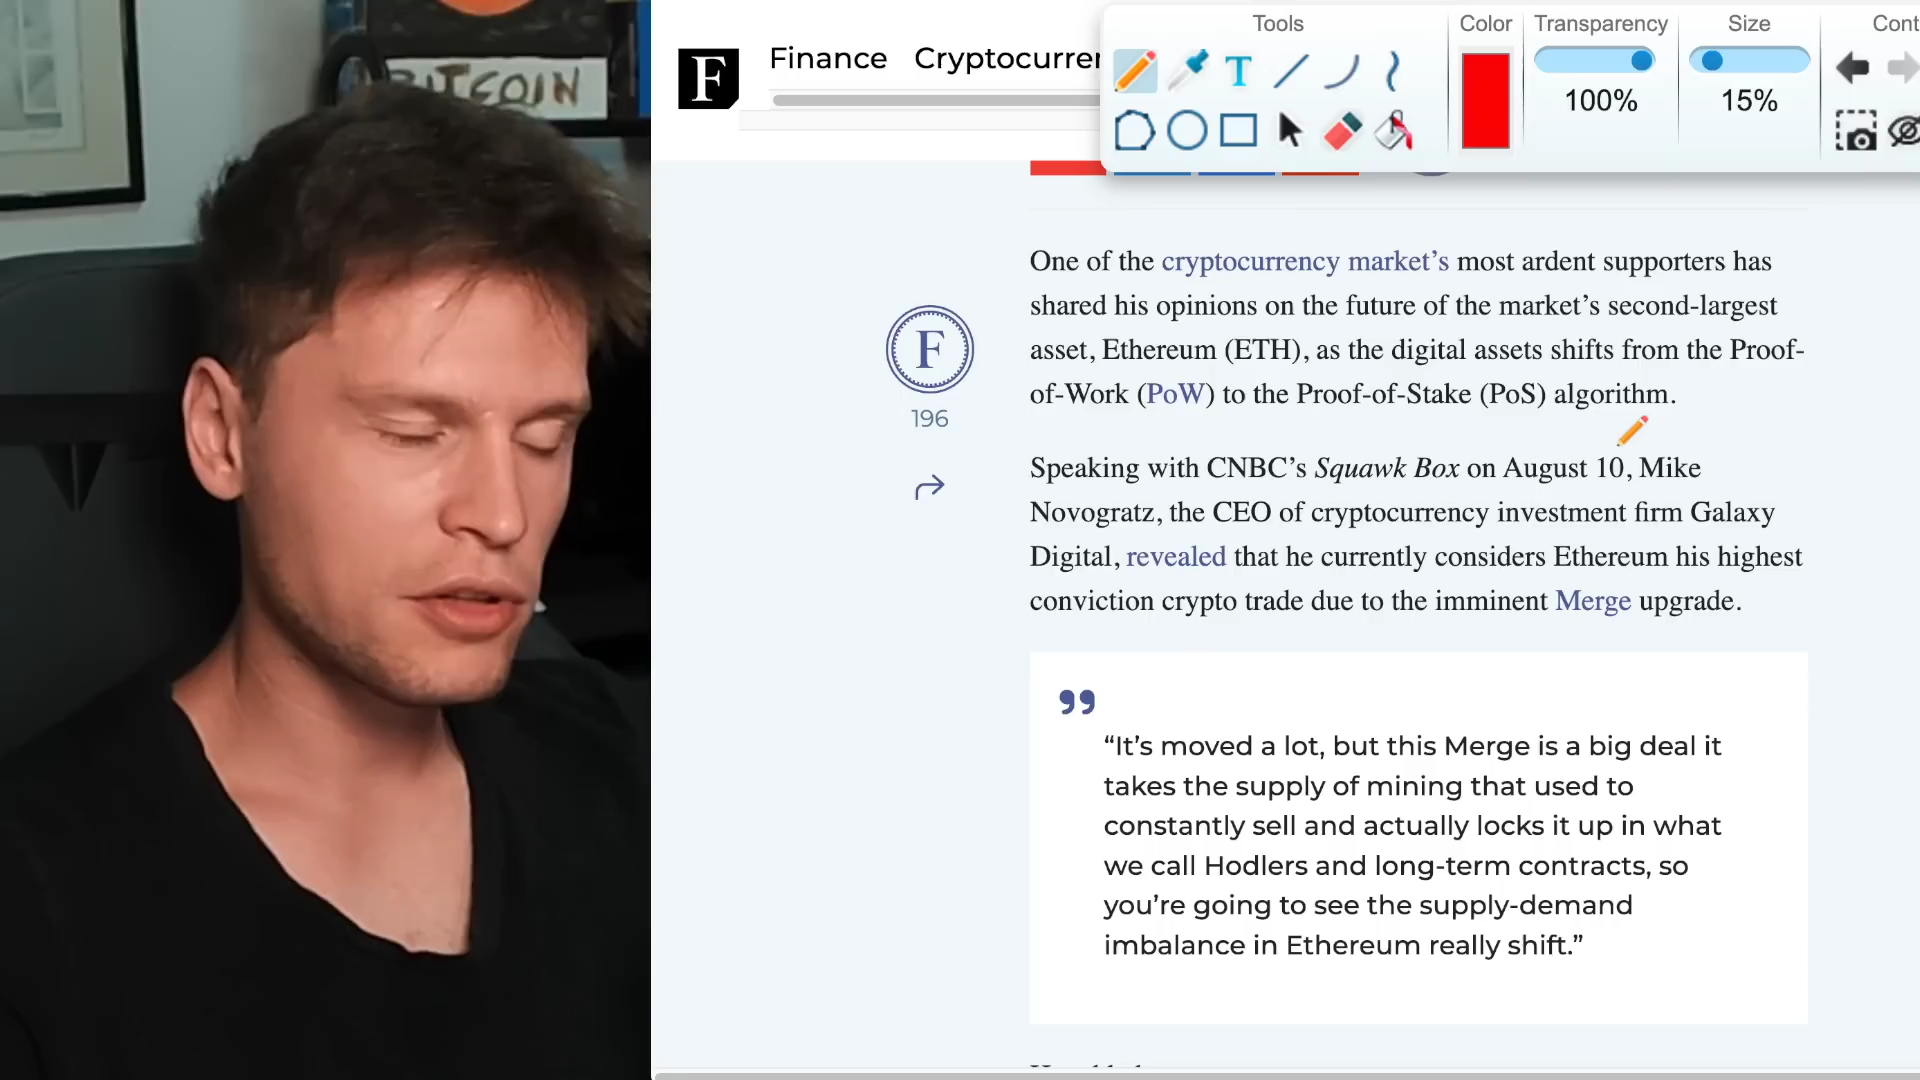 BITCOIN
F
Finance Cryptocurre
Tools
Color
Transparency
100%
Size
15%
Cont
F
196
One of the cryptocurrency market’s most ardent supporters has
shared his opinions on the future of the market’s second-largest
asset, Ethereum (ETH), as the digital assets shifts from the Proof-
of-Work (PoW) to the Proof-of-Stake (PoS) algorithm.
Speaking with CNBC’s Squawk Box on August 10, Mike
Novogratz, the CEO of cryptocurrency investment firm Galaxy
Digital, revealed that he currently considers Ethereum his highest
conviction crypto trade due to the imminent Merge upgrade.
“It’s moved a lot, but this Merge is a big deal it
takes the supply of mining that used to
constantly sell and actually locks it up in what
we call Hodlers and long-term contracts, so
you’re going to see the supply-demand
imbalance in Ethereum really shift.”